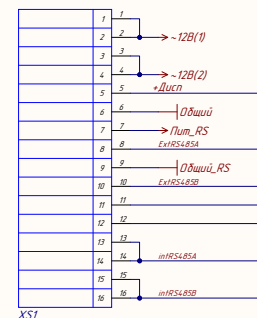 1 1
2 2 ~12В(1)
3 3
4 4 ~12В(2)
5 5 +Дисп
6 6 Общий
7 7 Пит_RS
8 8 ExtRS485A
9 9 Общий_RS
10 10 ExtRS485B
11 11
12 12
13 13
14 14 intRS485A
15 15
16 16 intRS485B
XS1